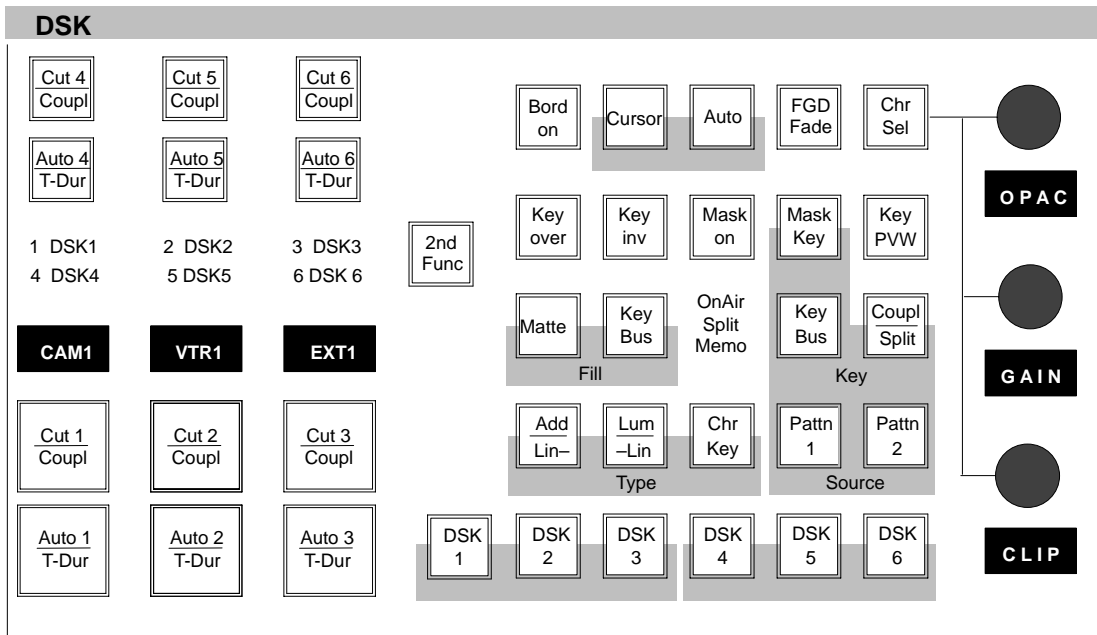 DSK
Cut 4
Coupl
Cut 5
Coupl
Cut 6
Coupl
Auto 4
T-Dur
Auto 5
T-Dur
Auto 6
T-Dur
1 DSK1
2 DSK2
3 DSK3
4 DSK4
5 DSK5
6 DSK 6
CAM1
VTR1
EXT1
Cut 1
Coupl
Cut 2
Coupl
Cut 3
Coupl
Auto 1
T-Dur
Auto 2
T-Dur
Auto 3
T-Dur
2nd
Func
Bord
on
Cursor
Auto
FGD
Fade
Chr
Sel
Key
over
Key
inv
Mask
on
Mask
Key
Key
PVW
Matte
Key
Bus
Fill
OnAir
Split
Memo
Key
Bus
Coupl
Split
Key
Add
Lin–
Lum
–Lin
Chr
Key
Type
Pattn
1
Pattn
2
Source
DSK
1
DSK
2
DSK
3
DSK
4
DSK
5
DSK
6
OPAC
GAIN
CLIP